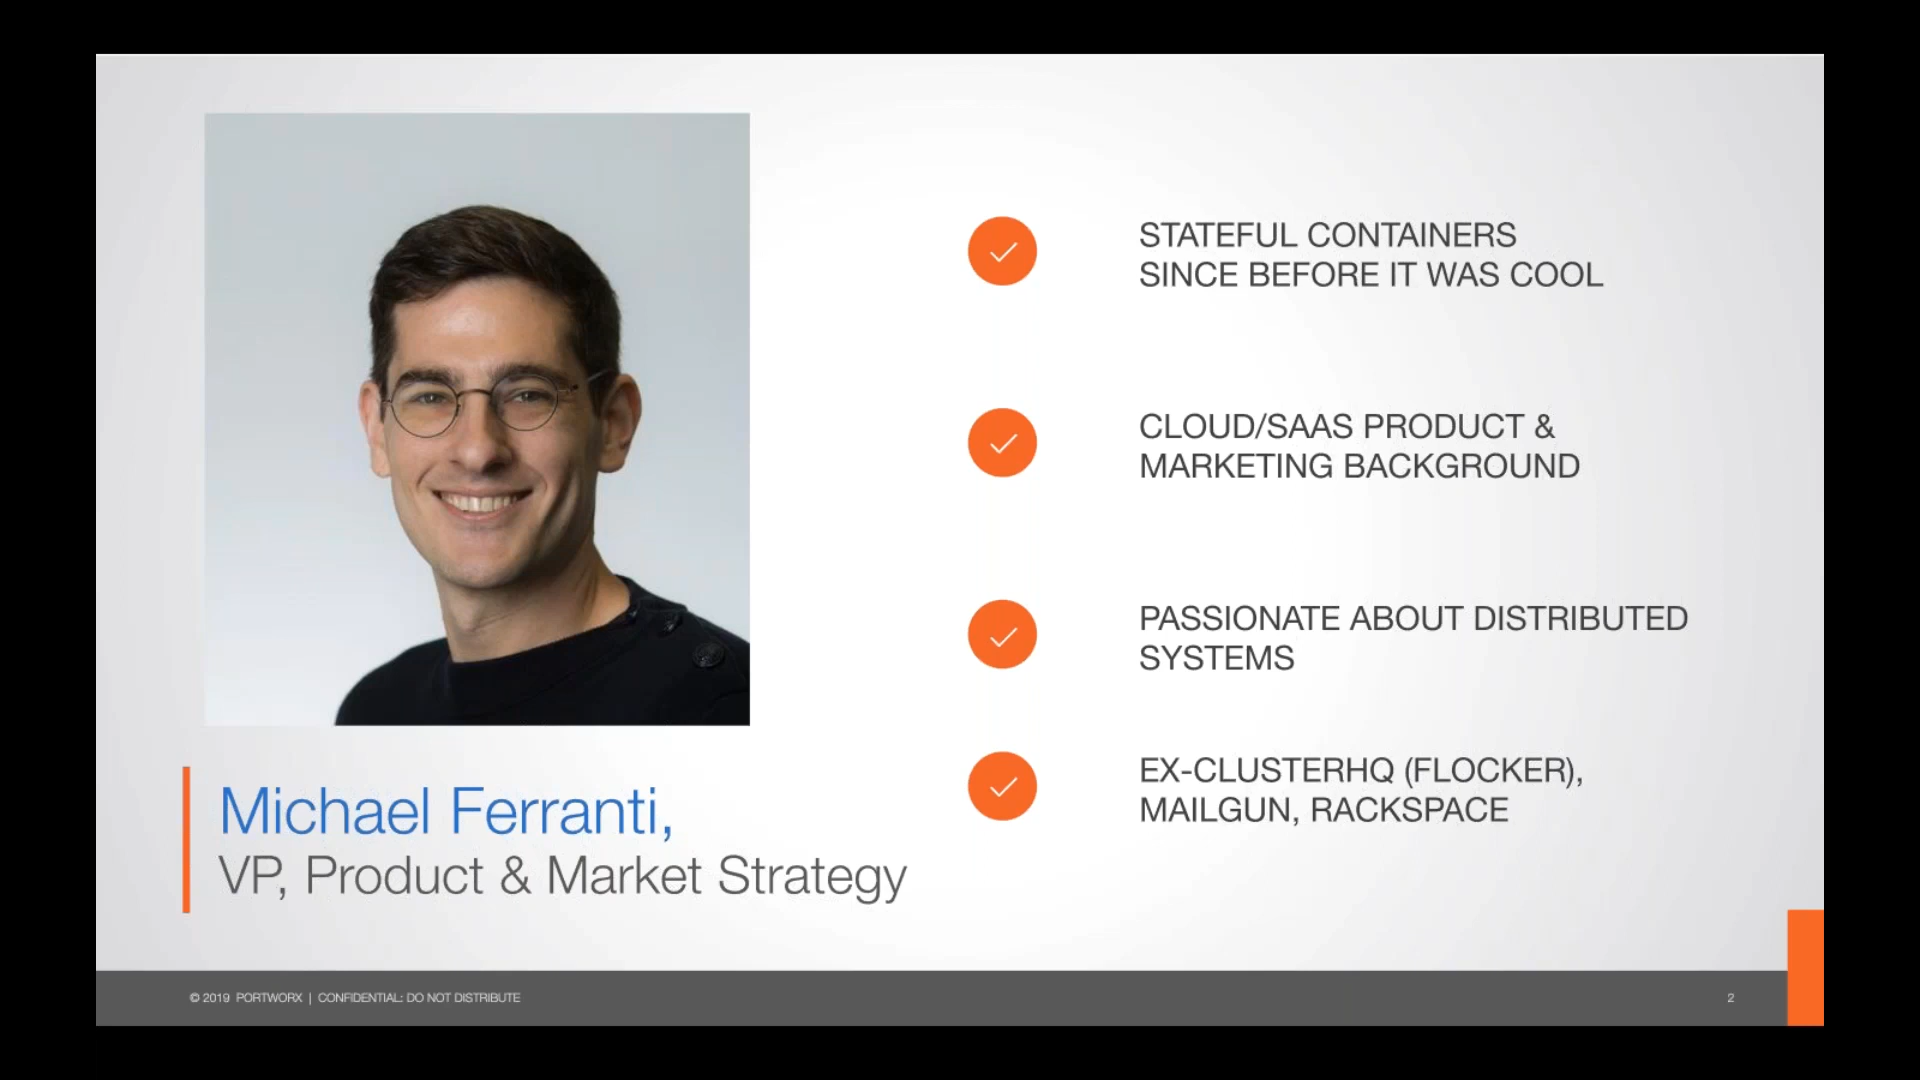 STATEFUL CONTAINERS
SINCE BEFORE IT WAS COOL
CLOUD/SAAS PRODUCT &
MARKETING BACKGROUND
PASSIONATE ABOUT DISTRIBUTED
SYSTEMS
EX-CLUSTERHQ (FLOCKER),
MAILGUN, RACKSPACE
Michael Ferranti,
VP, Product & Market Strategy
© 2019 PORTWORX | CONFIDENTIAL: DO NOT DISTRIBUTE
2